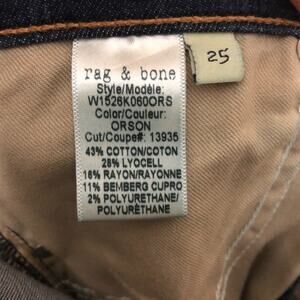 rag & bone
Style/Modèle:
W1526K060ORS
Color/Couleur:
ORSON
Cut/Coupe#: 13935
43% COTTON/COTON
28% LYOCELL
16% RAYON/RAYONNE
11% BEMBERG CUPRO
2% POLYURETHANE/
POLYURÈTHANE
25